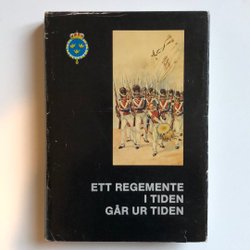 ETT REGEMENTE
I TIDEN
GÅR UR TIDEN